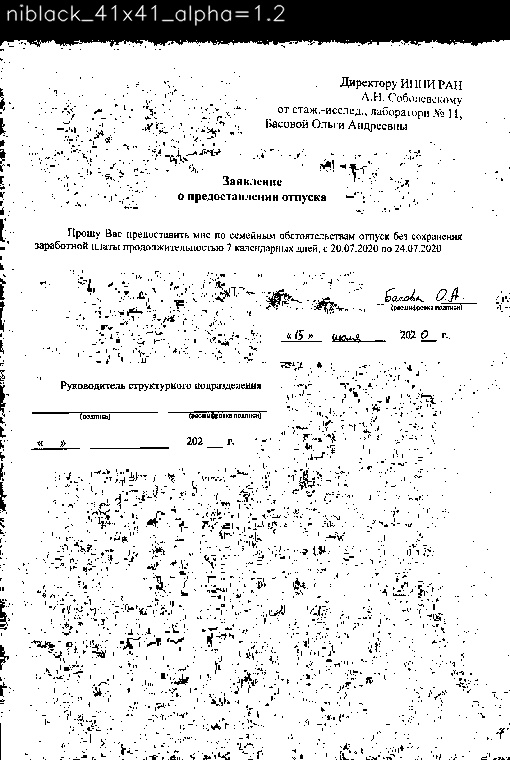 niblack_41x41_alpha=1.2
Директору ИППИ РАН
А.Н. Соболевскому
от стаж.-исслед., лаборатори № 11,
Басовой Ольги Андреевны
Заявление
о предоставлении отпуска
Прошу Вас предоставить мне по семейным обстоятельствам отпуск без сохранения
заработной платы продолжительностью 7 календарных дней, с 20.07.2020 по 24.07.2020
Басова О.А.
(расшифровка подписи)
« 15 » июля 2020 г.
Руководитель структурного подразделения
(подпись) (расшифровка подписи)
« » 202 г.